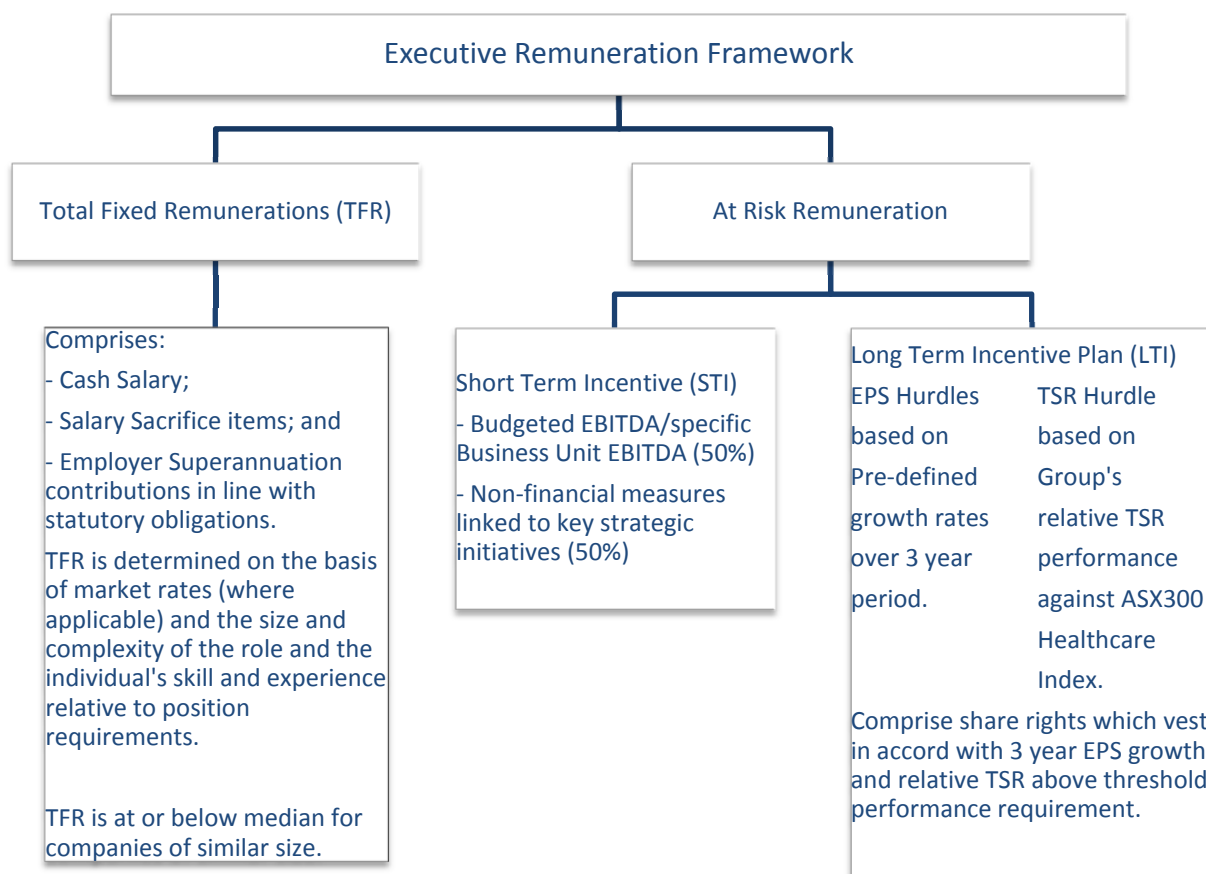 Executive Remuneration Framework
Total Fixed Remunerations (TFR)
At Risk Remuneration
Comprises:
- Cash Salary;
- Salary Sacrifice items; and
- Employer Superannuation
contributions in line with
statutory obligations.
TFR is determined on the basis
of market rates (where
applicable) and the size and
complexity of the role and the
individual's skill and experience
relative to position
requirements.
TFR is at or below median for
companies of similar size.
Short Term Incentive (STI)
- Budgeted EBITDA/specific
Business Unit EBITDA (50%)
- Non-financial measures
linked to key strategic
initiatives (50%)
Long Term Incentive Plan (LTI)
EPS Hurdles
based on
Pre-defined
growth rates
over 3 year
period.
TSR Hurdle
based on
Group's
relative TSR
performance
against ASX300
Healthcare
Index.
Comprise share rights which vest
in accord with 3 year EPS growth
and relative TSR above threshold
performance requirement.